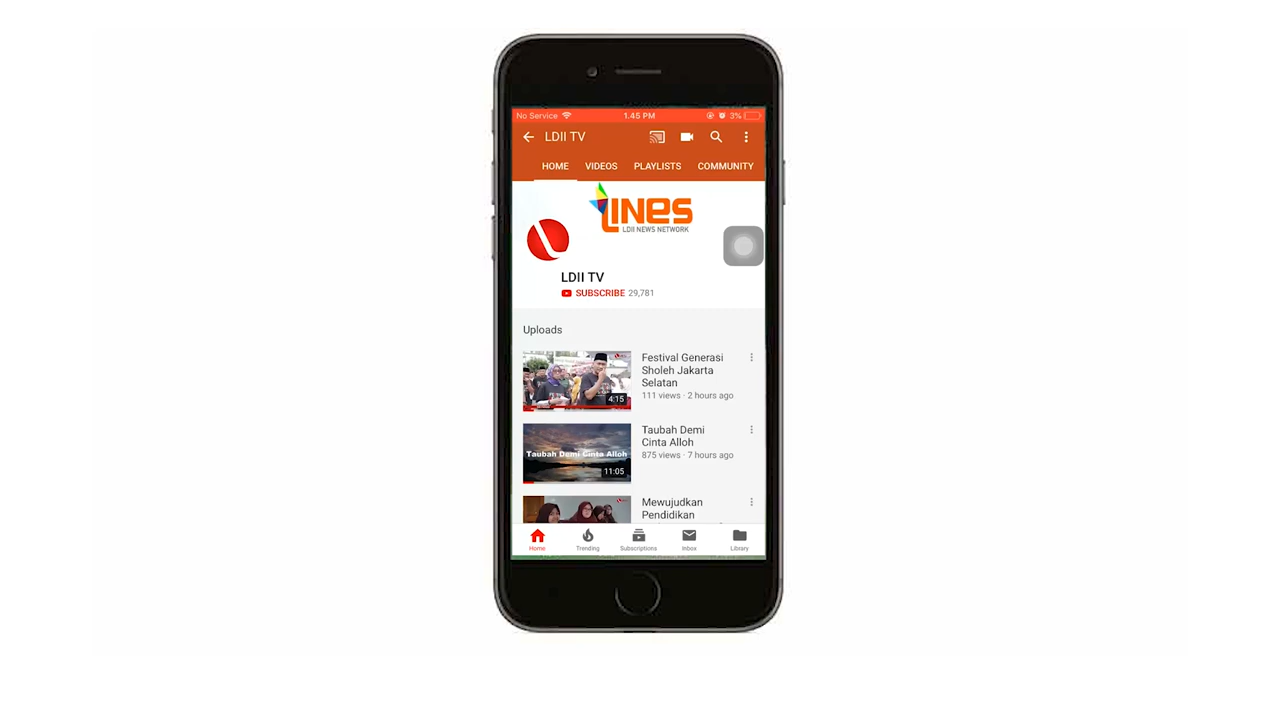 No Service
1.45 PM
3%
LDII TV
HOME VIDEOS PLAYLISTS COMMUNITY
LINES
LDII NEWS NETWORK
LDII TV
SUBSCRIBE 29,781
Uploads
Festival Generasi
Sholeh Jakarta
Selatan
111 views · 2 hours ago
4:15
Taubah Demi
Cinta Alloh
875 views · 7 hours ago
Taubah Demi Cinta Alloh
11:05
Mewujudkan
Pendidikan
Home Trending Subscriptions Inbox Library